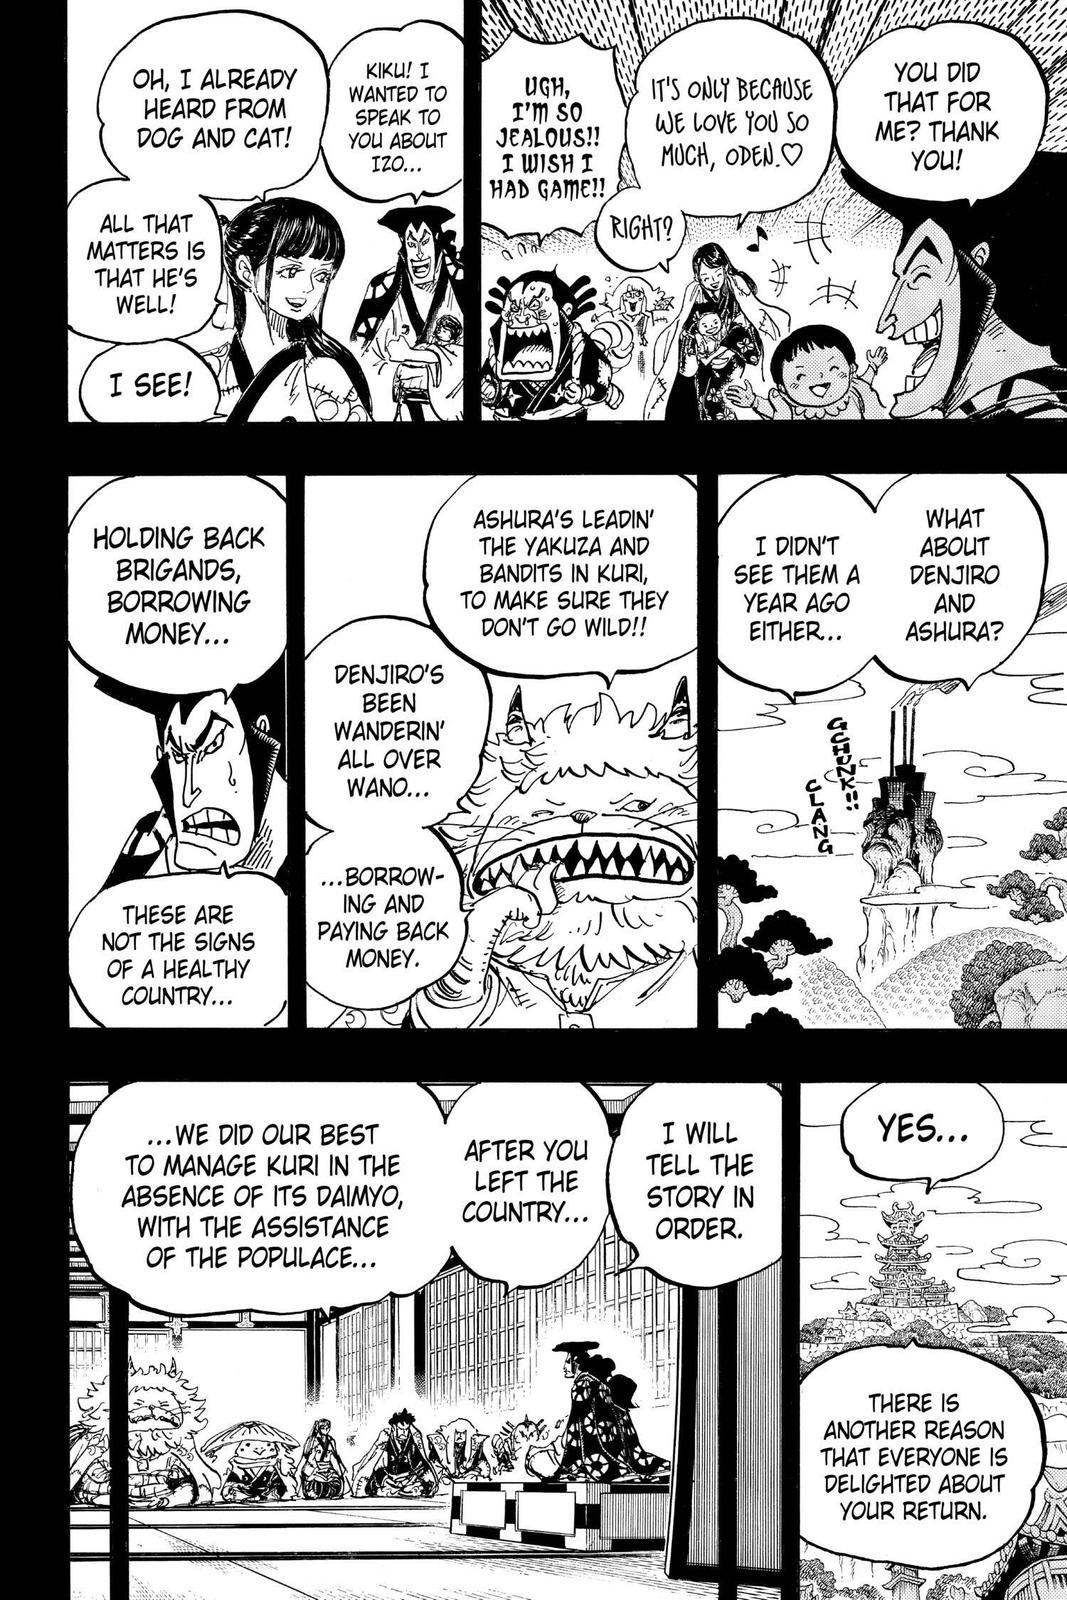 YOU DID
THAT FOR
ME? THANK
YOU!
IT'S ONLY BECAUSE
WE LOVE YOU SO
MUCH, ODEN.♡
RIGHT?
UGH,
I'M SO
JEALOUS!!
I WISH I
HAD GAME!!
KIKU! I
WANTED TO
SPEAK TO
YOU ABOUT
IZO...
OH, I ALREADY
HEARD FROM
DOG AND CAT!
ALL THAT
MATTERS IS
THAT HE'S
WELL!
I SEE!
WHAT
ABOUT
DENJIRO
AND
ASHURA?
I DIDN'T
SEE THEM A
YEAR AGO
EITHER...
GCHUNK!!
CLANG
ASHURA'S LEADIN'
THE YAKUZA AND
BANDITS IN KURI,
TO MAKE SURE THEY
DON'T GO WILD!!
DENJIRO'S
BEEN
WANDERIN'
ALL OVER
WANO...
...BORROW-
ING AND
PAYING BACK
MONEY.
HOLDING BACK
BRIGANDS,
BORROWING
MONEY...
THESE ARE
NOT THE SIGNS
OF A HEALTHY
COUNTRY...
YES...
THERE IS
ANOTHER REASON
THAT EVERYONE IS
DELIGHTED ABOUT
YOUR RETURN.
I WILL
TELL THE
STORY IN
ORDER.
AFTER YOU
LEFT THE
COUNTRY...
...WE DID OUR BEST
TO MANAGE KURI IN THE
ABSENCE OF ITS DAIMYO,
WITH THE ASSISTANCE
OF THE POPULACE...